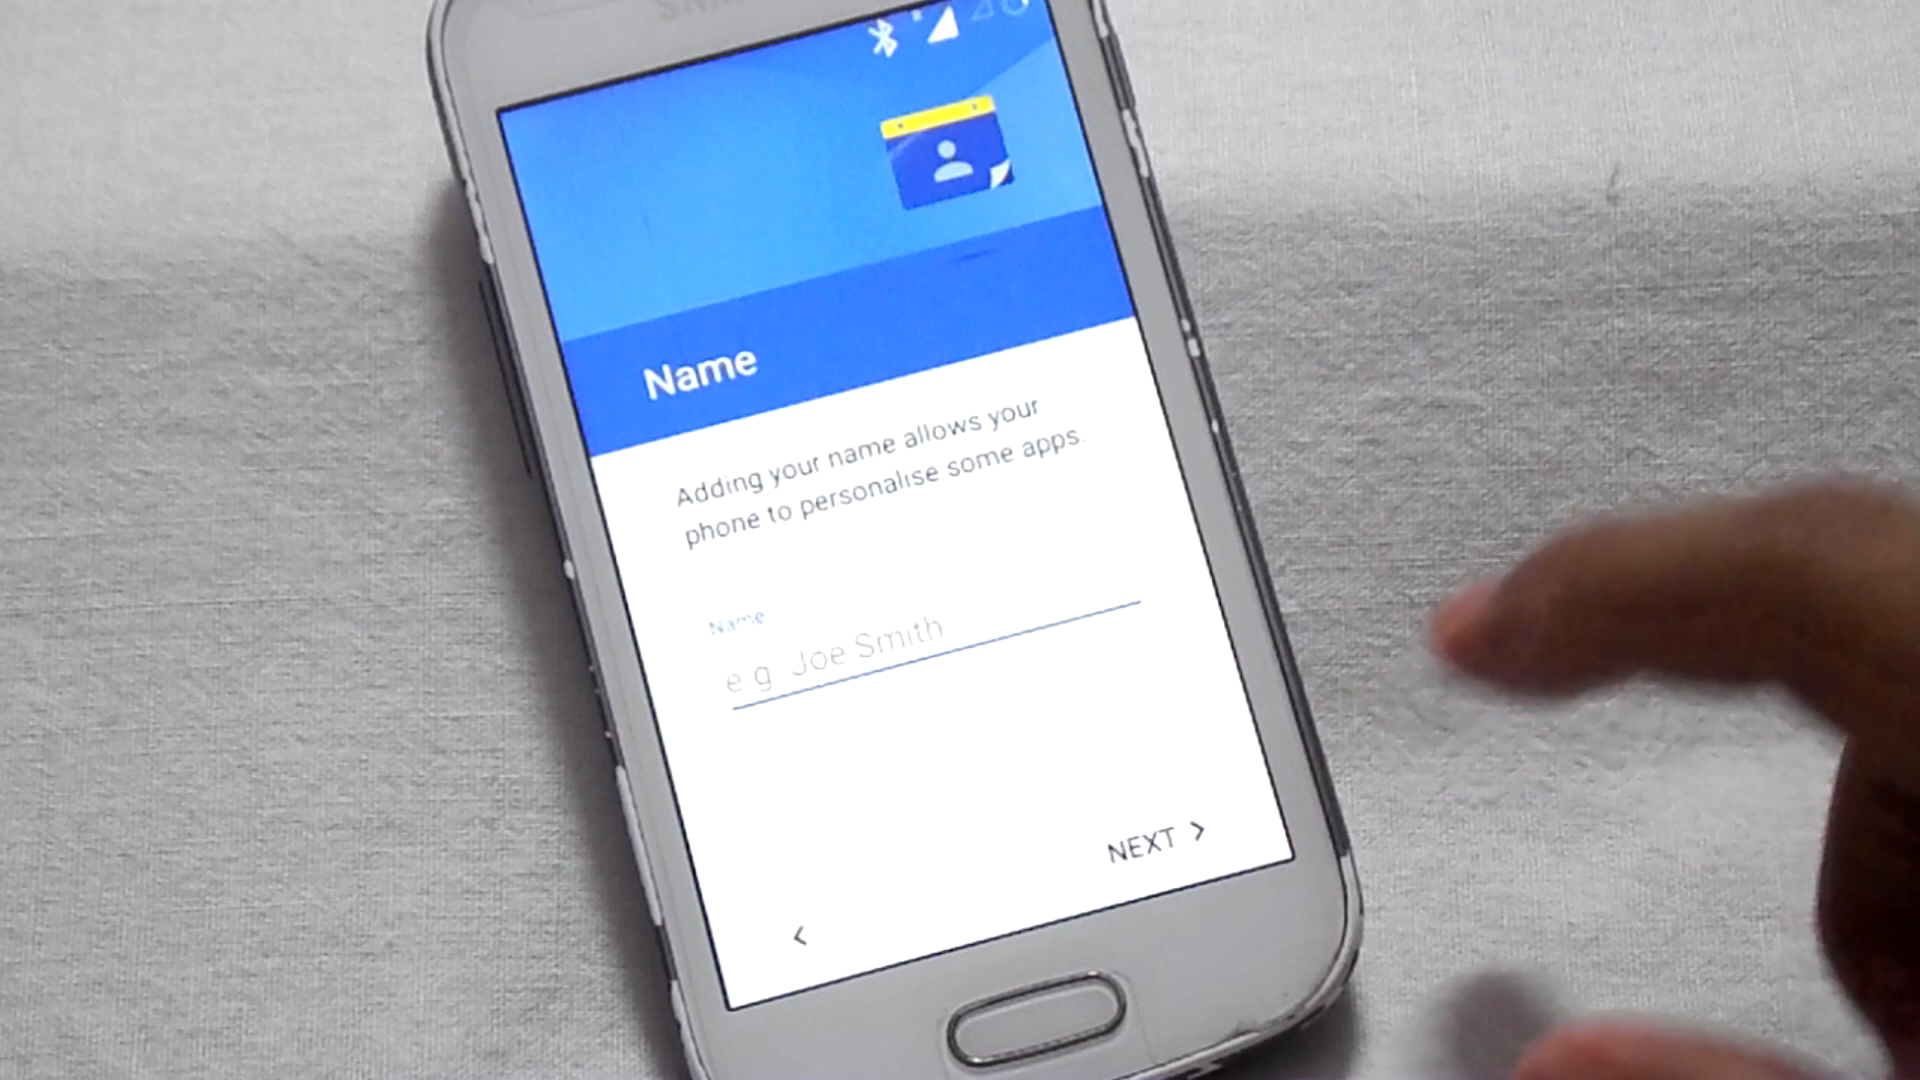 Name
Adding your name allows your
phone to personalise some apps.
Name
e g Joe Smith
NEXT >
<